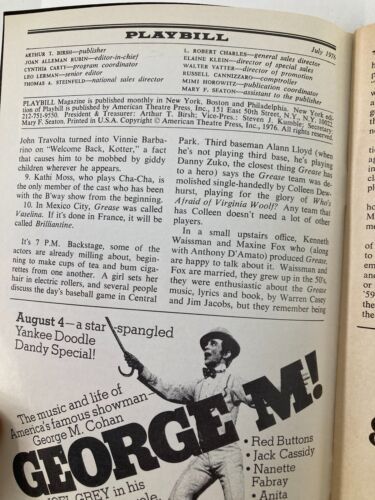 PLAYBILL
July 1976
ARTHUR T. BIRSH—publisher
JOAN ALLEMAN RUBIN—editor-in-chief
CYNTHIA CARTY—program coordinator
LEO LERMAN—senior editor
THOMAS A. STEINFELD—national sales director
L. ROBERT CHARLES—general sales director
ELAINE KLEIN—director of special sales
WALTER VATTER—director of promotion
RUSSELL CANNIZZARO—comptroller
MIMI HOROWITZ—publication coordinator
MARY F. SEATON—assistant to the publisher
PLAYBILL Magazine is published monthly in New York, Boston and Philadelphia. New York edi-
tion of Playbill is published by American Theatre Press, Inc., 151 East 50th Street, N.Y., N.Y. 10022
212-751-9550. President & Treasurer: Arthur T. Birsh; Vice-Pres.: Steven J. Rumble; Secretary:
Mary F. Seaton. Printed in U.S.A. Copyright © American Theatre Press, Inc., 1976. All rights reserved.
John Travolta turned into Vinnie Barba-
rino on "Welcome Back, Kotter," a fact
that causes him to be mobbed by giddy
children wherever he appears.
9. Kathi Moss, who plays Cha-Cha, is
the only member of the cast who has been
with the B'way show from the beginning.
10. In Mexico City, Grease was called
Vaselina. If it's done in France, it will be
called Brilliantine.
It's 7 P.M. Backstage, some of the
actors are already milling about, begin-
ning to make cups of tea and bum ciga-
rettes from one another. A girl sets her
hair in electric rollers, and several people
discuss the day's baseball game in Central
Park. Third baseman Alann Lloyd (when
he's not playing third base, he's playing
Danny Zuko, the closest thing Grease has
to a hero) says the Grease team was de-
molished single-handedly by Colleen Dew-
hurst, playing for the glory of Who's
Afraid of Virginia Woolf? Any team that
has Colleen doesn't need a lot of other
players.
In a small upstairs office, Kenneth
Waissman and Maxine Fox who (along
with Anthony D'Amato) produced Grease,
are happy to talk about it. Waissman and
Fox are married, they grew up in the 50's,
they were enthusiastic about the Grease
music, lyrics and book, by Warren Casey
and Jim Jacobs, but they remember being
August 4—a star-spangled
Yankee Doodle
Dandy Special!
The music and life of
America's famous showman—
George M. Cohan
GEORGE M!
JOEL GREY in his
• Red Buttons
• Jack Cassidy
• Nanette
Fabray
• Anita